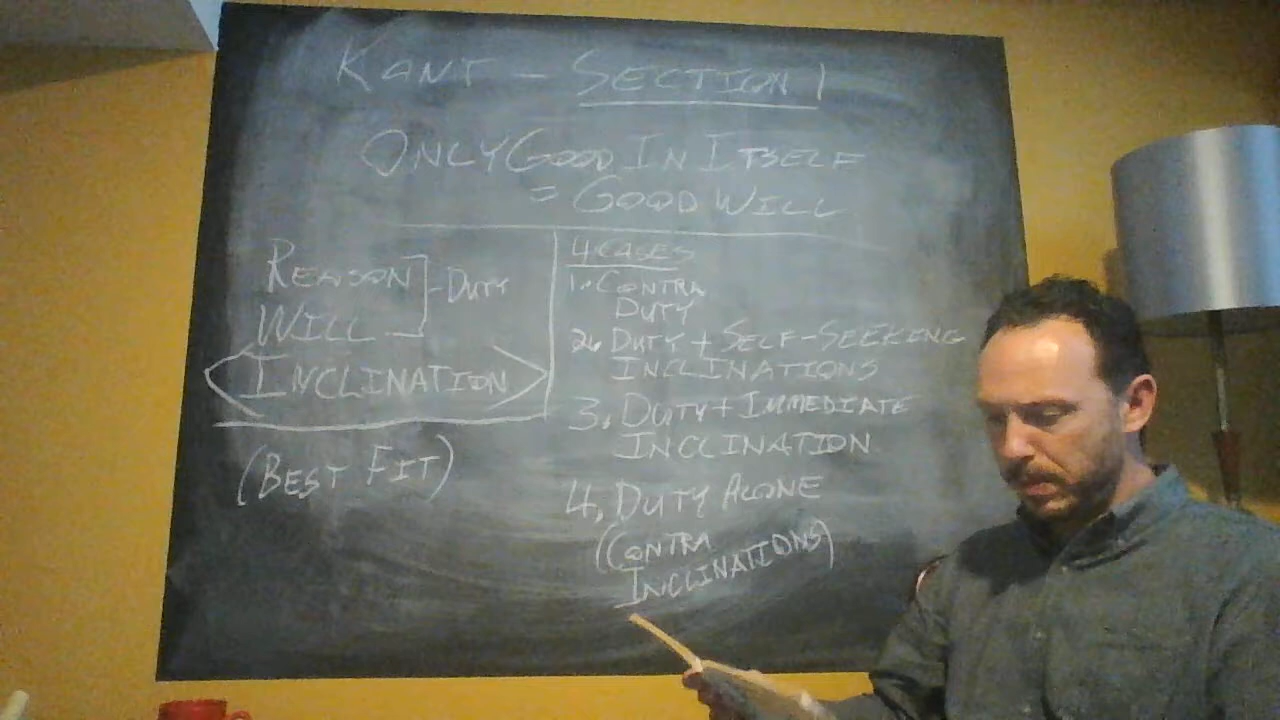 KANT - SECTION 1
ONLY GOOD IN ITSELF
= GOOD WILL
REASON
WILL
- DUTY
INCLINATION
(BEST FIT)
4 CASES
1. CONTRA
DUTY
2. DUTY + SELF-SEEKING
INCLINATIONS
3. DUTY + IMMEDIATE
INCLINATION
4. DUTY ALONE
(CONTRA
INCLINATIONS)